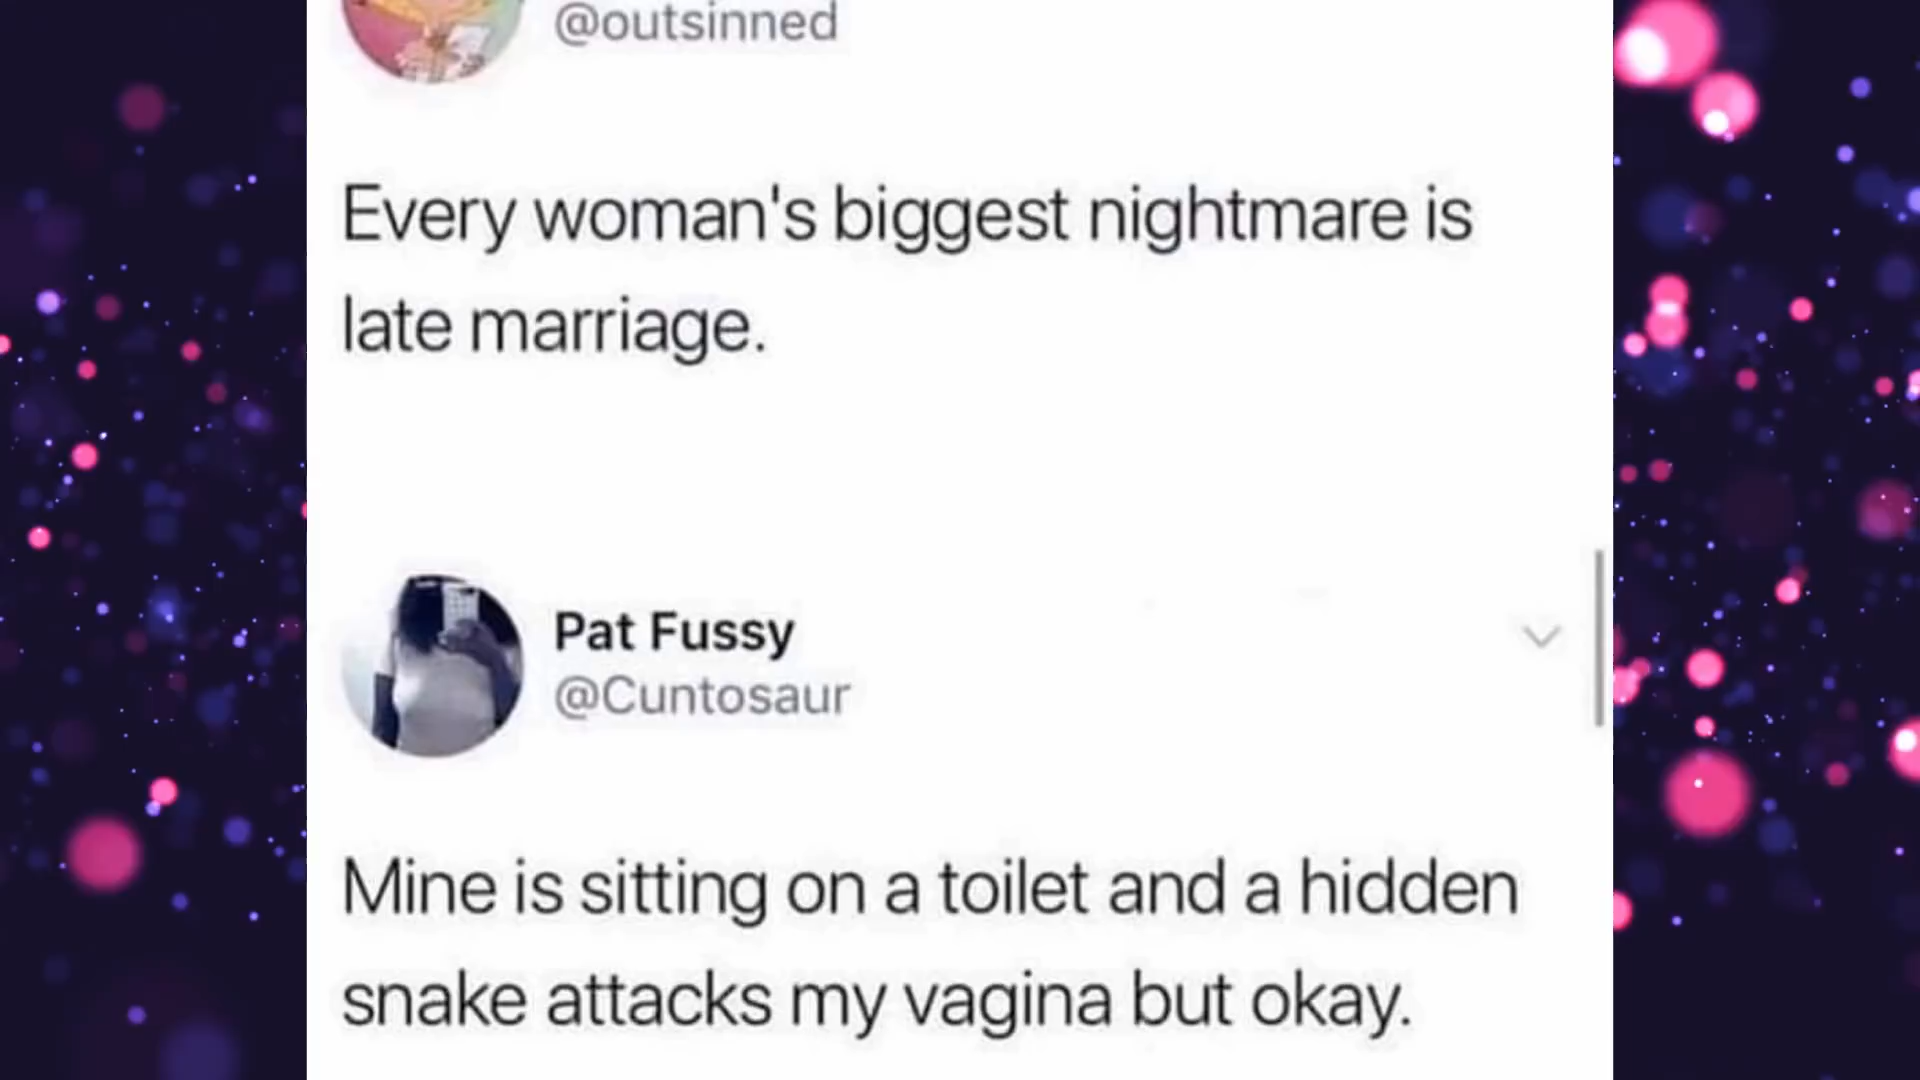 @outsinned
Every woman's biggest nightmare is
late marriage.
Pat Fussy
@Cuntosaur
Mine is sitting on a toilet and a hidden
snake attacks my vagina but okay.